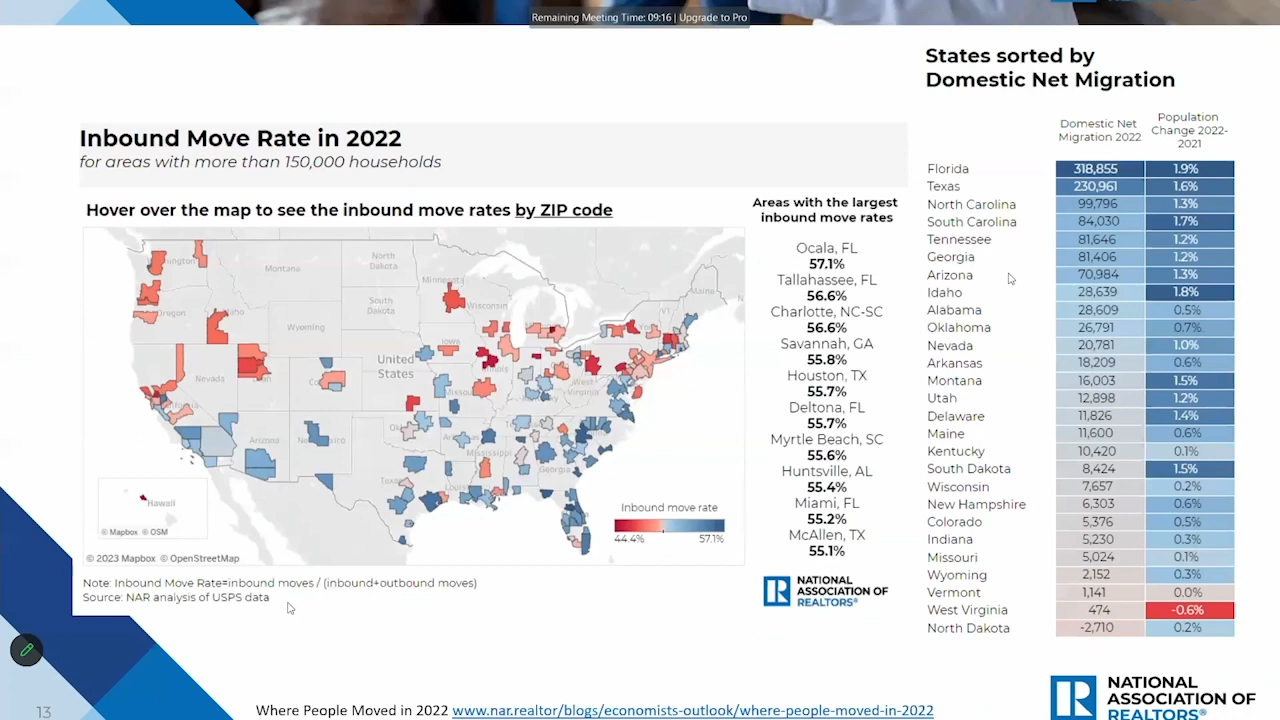 Remaining Meeting Time: 09:16 | Upgrade to Pro
States sorted by
Domestic Net Migration
Inbound Move Rate in 2022
for areas with more than 150,000 households
Hover over the map to see the inbound move rates by ZIP code
Areas with the largest
inbound move rates
Ocala, FL
57.1%
Tallahassee, FL
56.6%
Charlotte, NC-SC
56.6%
Savannah, GA
55.8%
Houston, TX
55.7%
Deltona, FL
55.7%
Myrtle Beach, SC
55.6%
Huntsville, AL
55.4%
Miami, FL
55.2%
McAllen, TX
55.1%
Montana
North
Dakota
Minnesota
South
Dakota
Wisconsin
Wyoming
Iowa
United
States
Nevada
West
Virginia
Arizona
Mississippi
Georgia
Maine
Hawaii
© Mapbox © OSM
Inbound move rate
44.4% 57.1%
© 2023 Mapbox © OpenStreetMap
Note: Inbound Move Rate=inbound moves / (inbound+outbound moves)
Source: NAR analysis of USPS data
NATIONAL
ASSOCIATION OF
REALTORS®
Domestic Net
Migration 2022
Population
Change 2022-
2021
Florida 318,855 1.9%
Texas 230,961 1.6%
North Carolina 99,796 1.3%
South Carolina 84,030 1.7%
Tennessee 81,646 1.2%
Georgia 81,406 1.2%
Arizona 70,984 1.3%
Idaho 28,639 1.8%
Alabama 28,609 0.5%
Oklahoma 26,791 0.7%
Nevada 20,781 1.0%
Arkansas 18,209 0.6%
Montana 16,003 1.5%
Utah 12,898 1.2%
Delaware 11,826 1.4%
Maine 11,600 0.6%
Kentucky 10,420 0.1%
South Dakota 8,424 1.5%
Wisconsin 7,657 0.2%
New Hampshire 6,303 0.6%
Colorado 5,376 0.5%
Indiana 5,230 0.3%
Missouri 5,024 0.1%
Wyoming 2,152 0.3%
Vermont 1,141 0.0%
West Virginia 474 -0.6%
North Dakota -2,710 0.2%
13
Where People Moved in 2022 www.nar.realtor/blogs/economists-outlook/where-people-moved-in-2022
NATIONAL
ASSOCIATION OF
REALTORS®